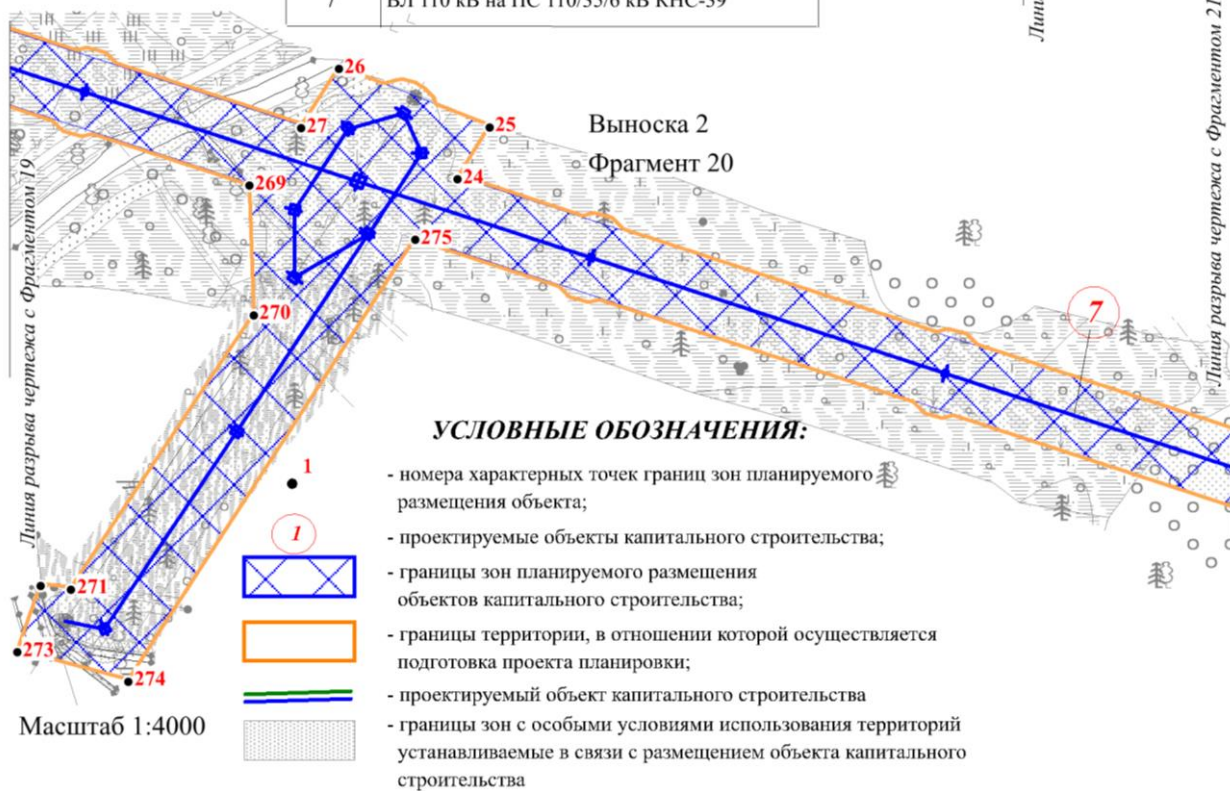 7 ВЛ 110 кВ на ПС 110/35/6 кВ КНС-39
Линия разрыва чертежа с Фрагментом 19
Линия разрыва чертежа с Фрагментом 21
26
27
25
Выноска 2
Фрагмент 20
24
269
275
270
7
271
273
274
Масштаб 1:4000
УСЛОВНЫЕ ОБОЗНАЧЕНИЯ:
1
- номера характерных точек границ зон планируемого
размещения объекта;
1
- проектируемые объекты капитального строительства;
- границы зон планируемого размещения
объектов капитального строительства;
- границы территории, в отношении которой осуществляется
подготовка проекта планировки;
- проектируемый объект капитального строительства
- границы зон с особыми условиями использования территорий
устанавливаемые в связи с размещением объекта капитального
строительства